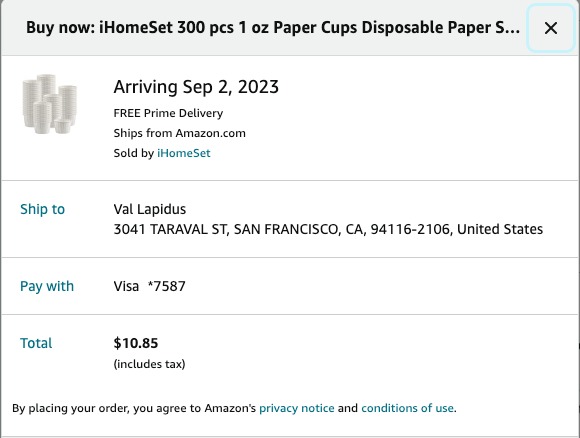 Buy now: iHomeSet 300 pcs 1 oz Paper Cups Disposable Paper S...
Arriving Sep 2, 2023
FREE Prime Delivery
Ships from Amazon.com
Sold by iHomeSet
Ship to
Val Lapidus
3041 TARAVAL ST, SAN FRANCISCO, CA, 94116-2106, United States
Pay with
Visa *7587
Total
$10.85
(includes tax)
By placing your order, you agree to Amazon's privacy notice and conditions of use.